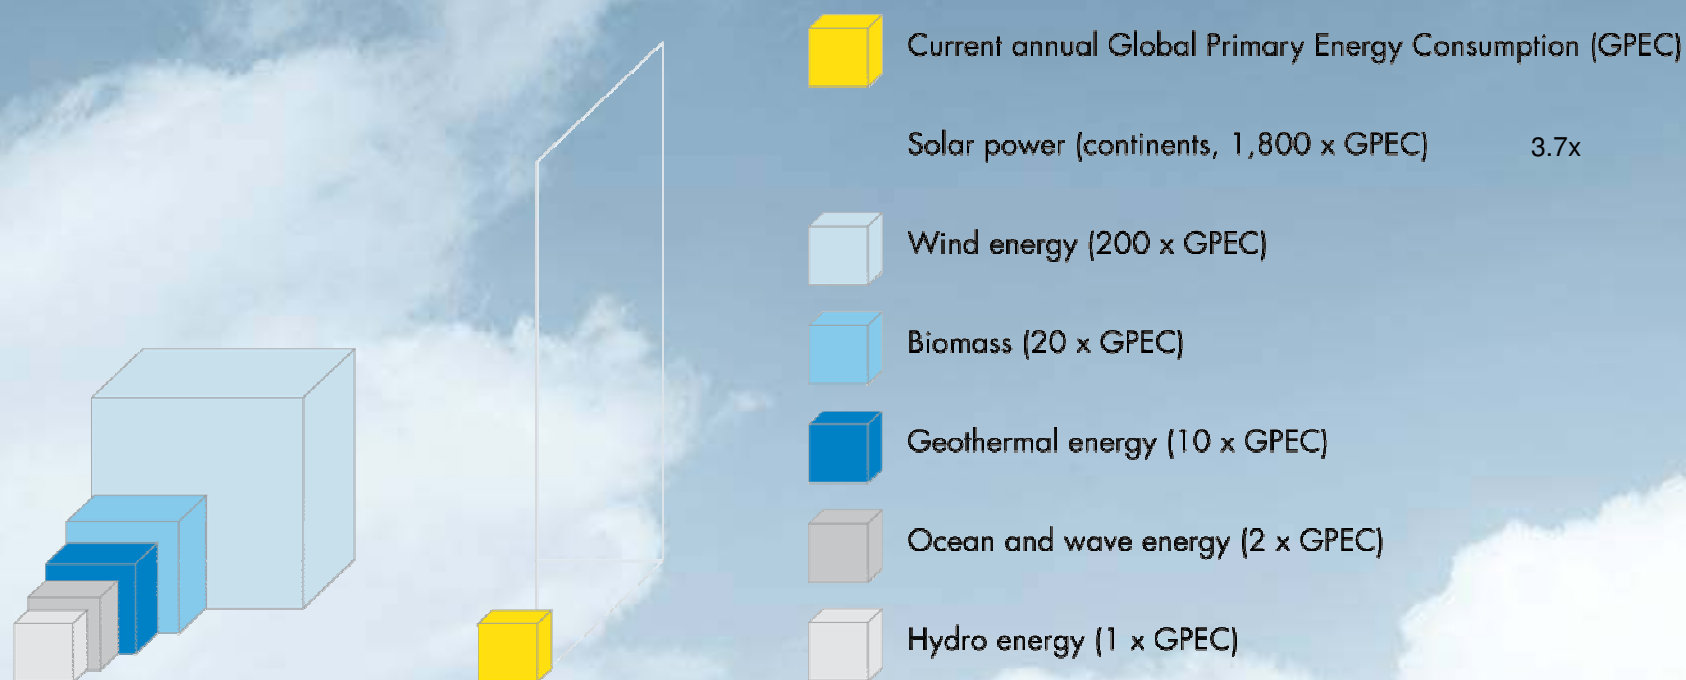 Current annual Global Primary Energy Consumption (GPEC)
Solar power (continents, 1,800 x GPEC) 3.7x
Wind energy (200 x GPEC)
Biomass (20 x GPEC)
Geothermal energy (10 x GPEC)
Ocean and wave energy (2 x GPEC)
Hydro energy (1 x GPEC)